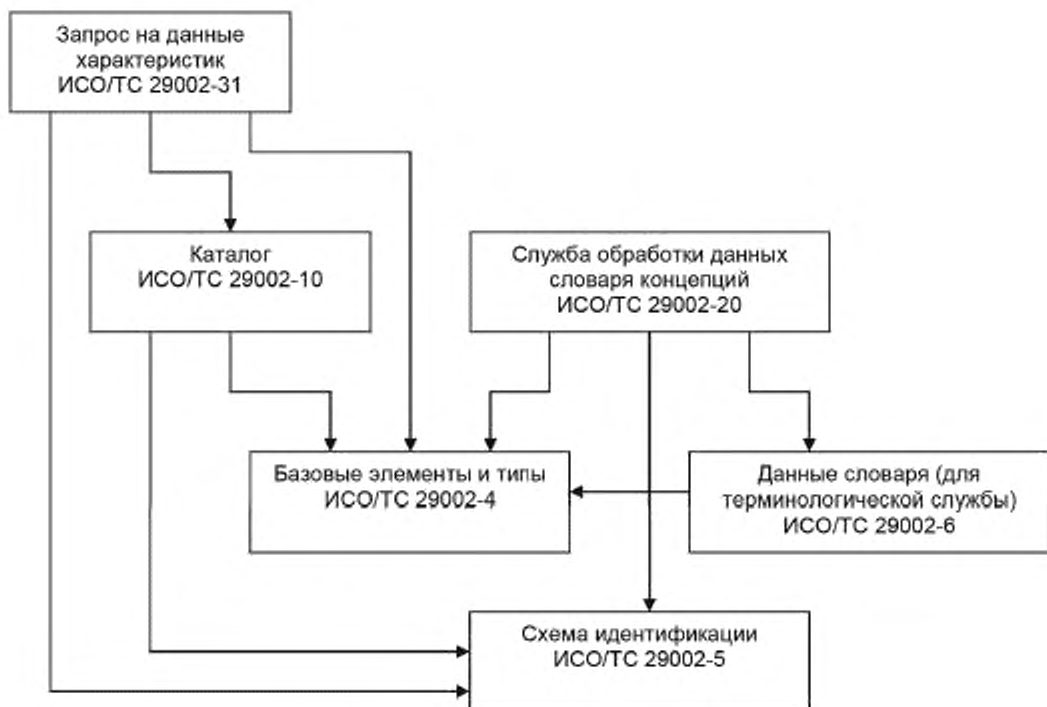 Запрос на данные
характеристик
ИСО/ТС 29002-31
Каталог
ИСО/ТС 29002-10
Служба обработки данных
словаря концепций
ИСО/ТС 29002-20
Базовые элементы и типы
ИСО/ТС 29002-4
Данные словаря (для
терминологической службы)
ИСО/ТС 29002-6
Схема идентификации
ИСО/ТС 29002-5